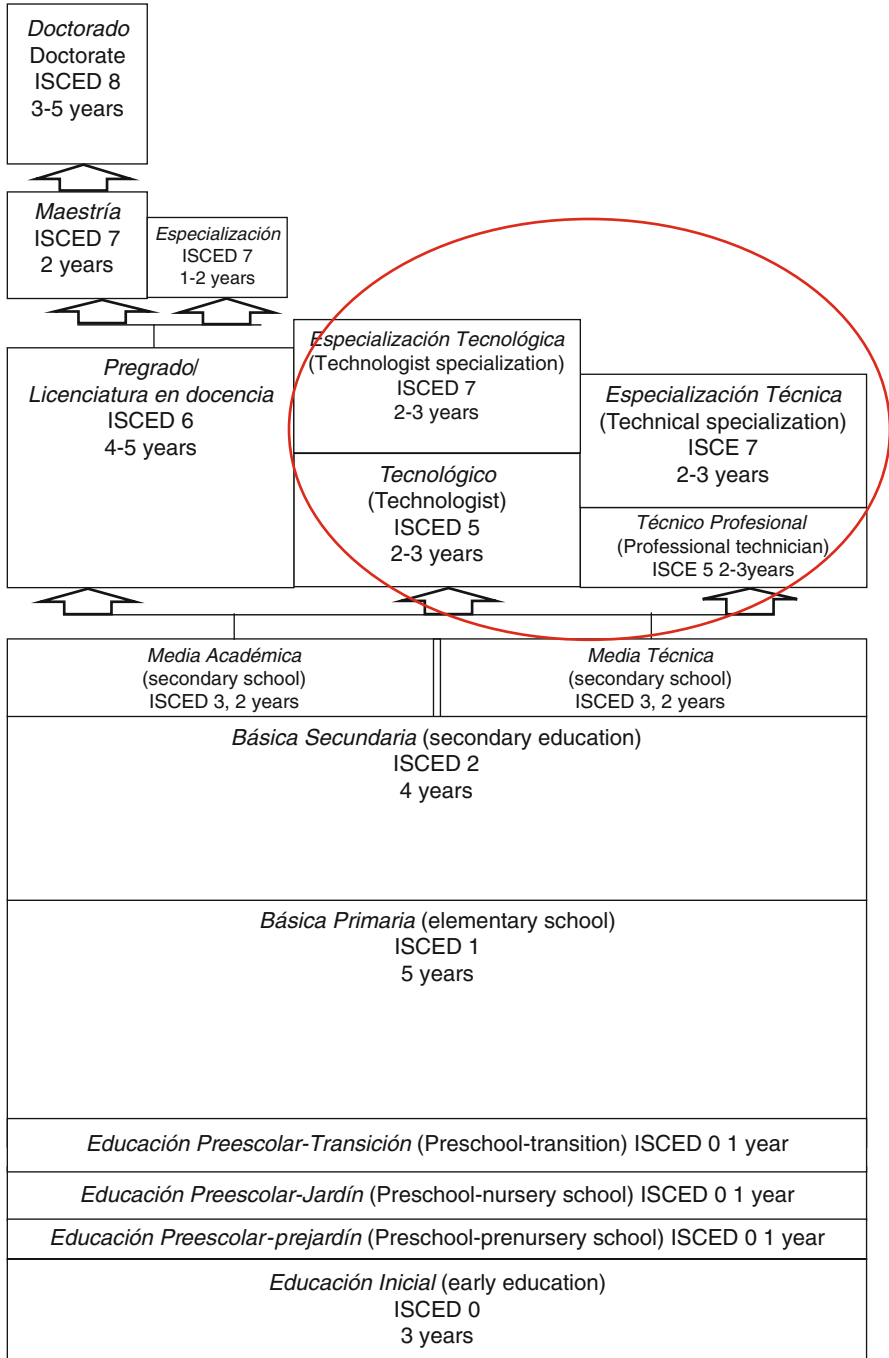 Doctorado
Doctorate
ISCED 8
3-5 years
Maestría
ISCED 7
2 years
Especialización
ISCED 7
1-2 years
Pregrado/
Licenciatura en docencia
ISCED 6
4-5 years
Especialización Tecnológica
(Technologist specialization)
ISCED 7
2-3 years
Tecnológico
(Technologist)
ISCED 5
2-3 years
Especialización Técnica
(Technical specialization)
ISCE 7
2-3 years
Técnico Profesional
(Professional technician)
ISCE 5 2-3years
Media Académica
(secondary school)
ISCED 3, 2 years
Media Técnica
(secondary school)
ISCED 3, 2 years
Básica Secundaria (secondary education)
ISCED 2
4 years
Básica Primaria (elementary school)
ISCED 1
5 years
Educación Preescolar-Transición (Preschool-transition) ISCED 0 1 year
Educación Preescolar-Jardín (Preschool-nursery school) ISCED 0 1 year
Educación Preescolar-prejardín (Preschool-prenursery school) ISCED 0 1 year
Educación Inicial (early education)
ISCED 0
3 years